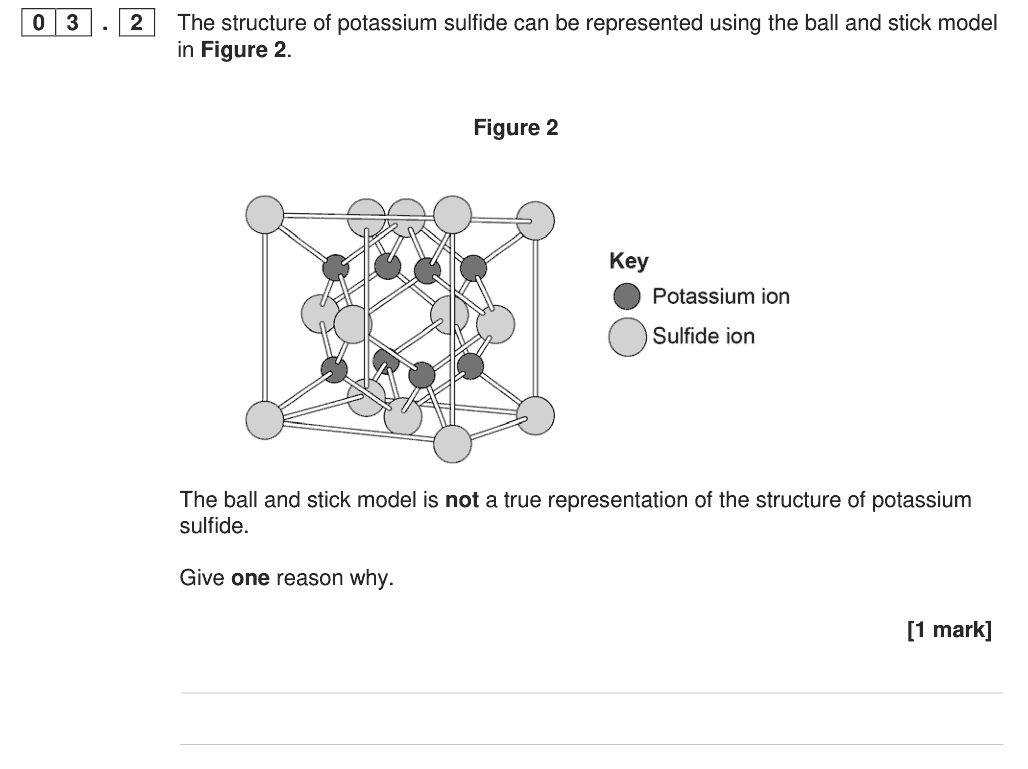 03.2 The structure of potassium sulfide can be represented using the ball and stick model
in Figure 2.
Figure 2
Key
Potassium ion
Sulfide ion
The ball and stick model is not a true representation of the structure of potassium
sulfide.
Give one reason why.
[1 mark]